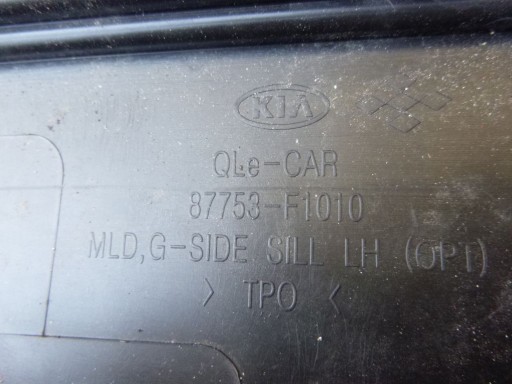 KIA
QLe-CAR
87753-F1010
MLD,G-SIDE SILL LH (OPT)
> TPO <